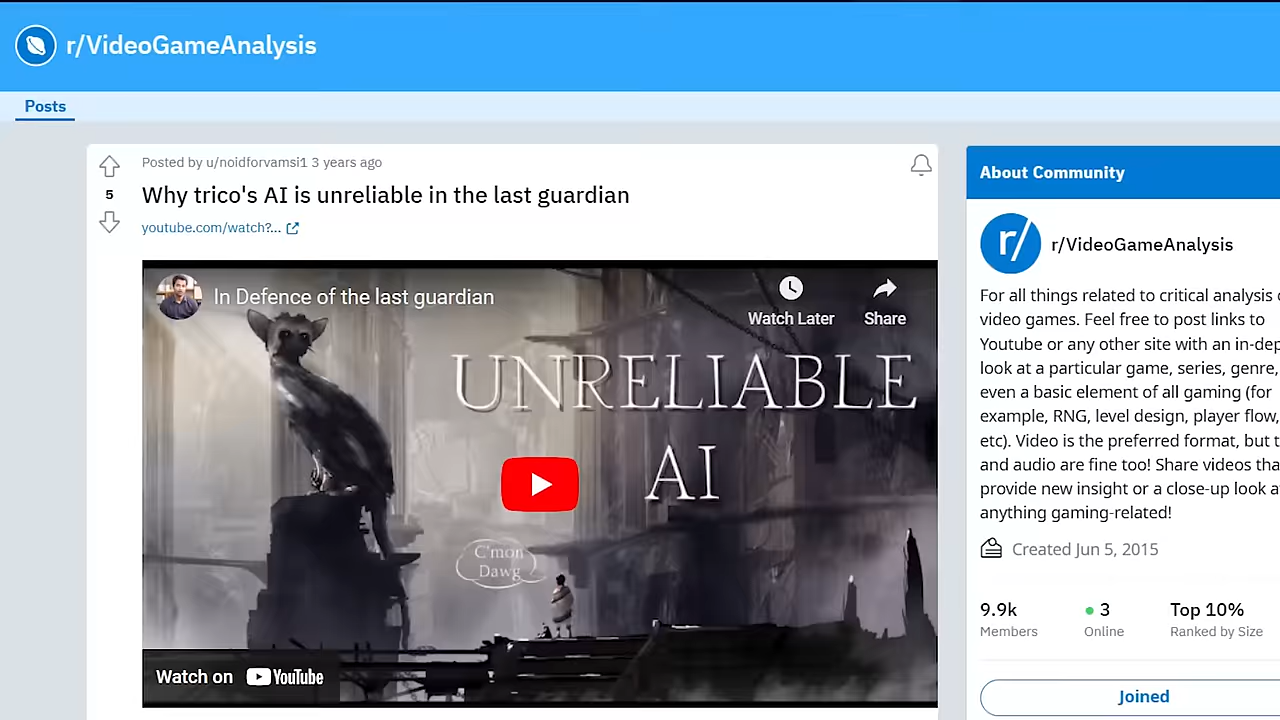 r/VideoGameAnalysis
Posts
Posted by u/noidforvamsi1 3 years ago
5
Why trico's AI is unreliable in the last guardian
youtube.com/watch?...
In Defence of the last guardian
Watch Later
Share
UNRELIABLE
AI
C'mon
Dawg
Watch on YouTube
About Community
r/
r/VideoGameAnalysis
For all things related to critical analysis
video games. Feel free to post links to
Youtube or any other site with an in-dep
look at a particular game, series, genre,
even a basic element of all gaming (for
example, RNG, level design, player flow,
etc). Video is the preferred format, but t
and audio are fine too! Share videos tha
provide new insight or a close-up look a
anything gaming-related!
Created Jun 5, 2015
9.9k 3 Top 10%
Members Online Ranked by Size
Joined